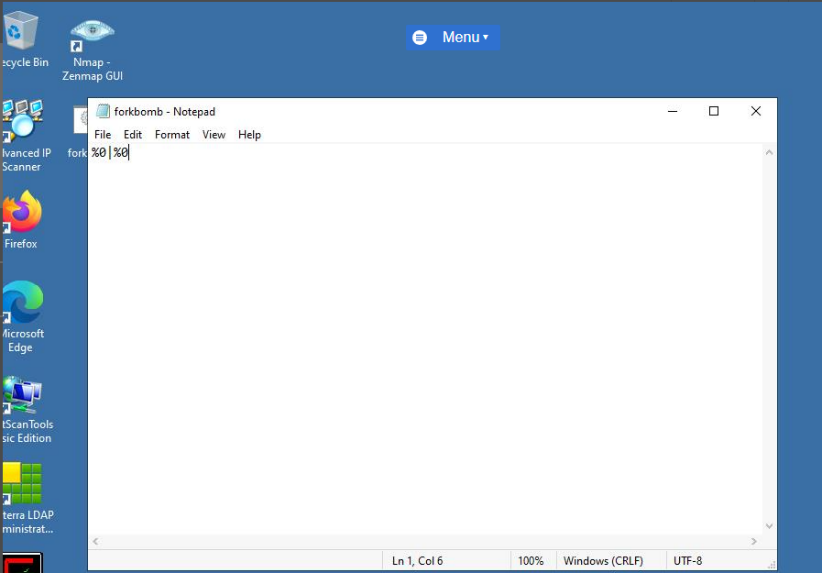 Menu
ecycle Bin
Nmap -
Zenmap GUI
forkbomb - Notepad
File Edit Format View Help
%0|%0
lvanced IP
Scanner
fork
Firefox
Microsoft
Edge
tScanTools
sic Edition
terra LDAP
ministrat...
Ln 1, Col 6
100%
Windows (CRLF)
UTF-8